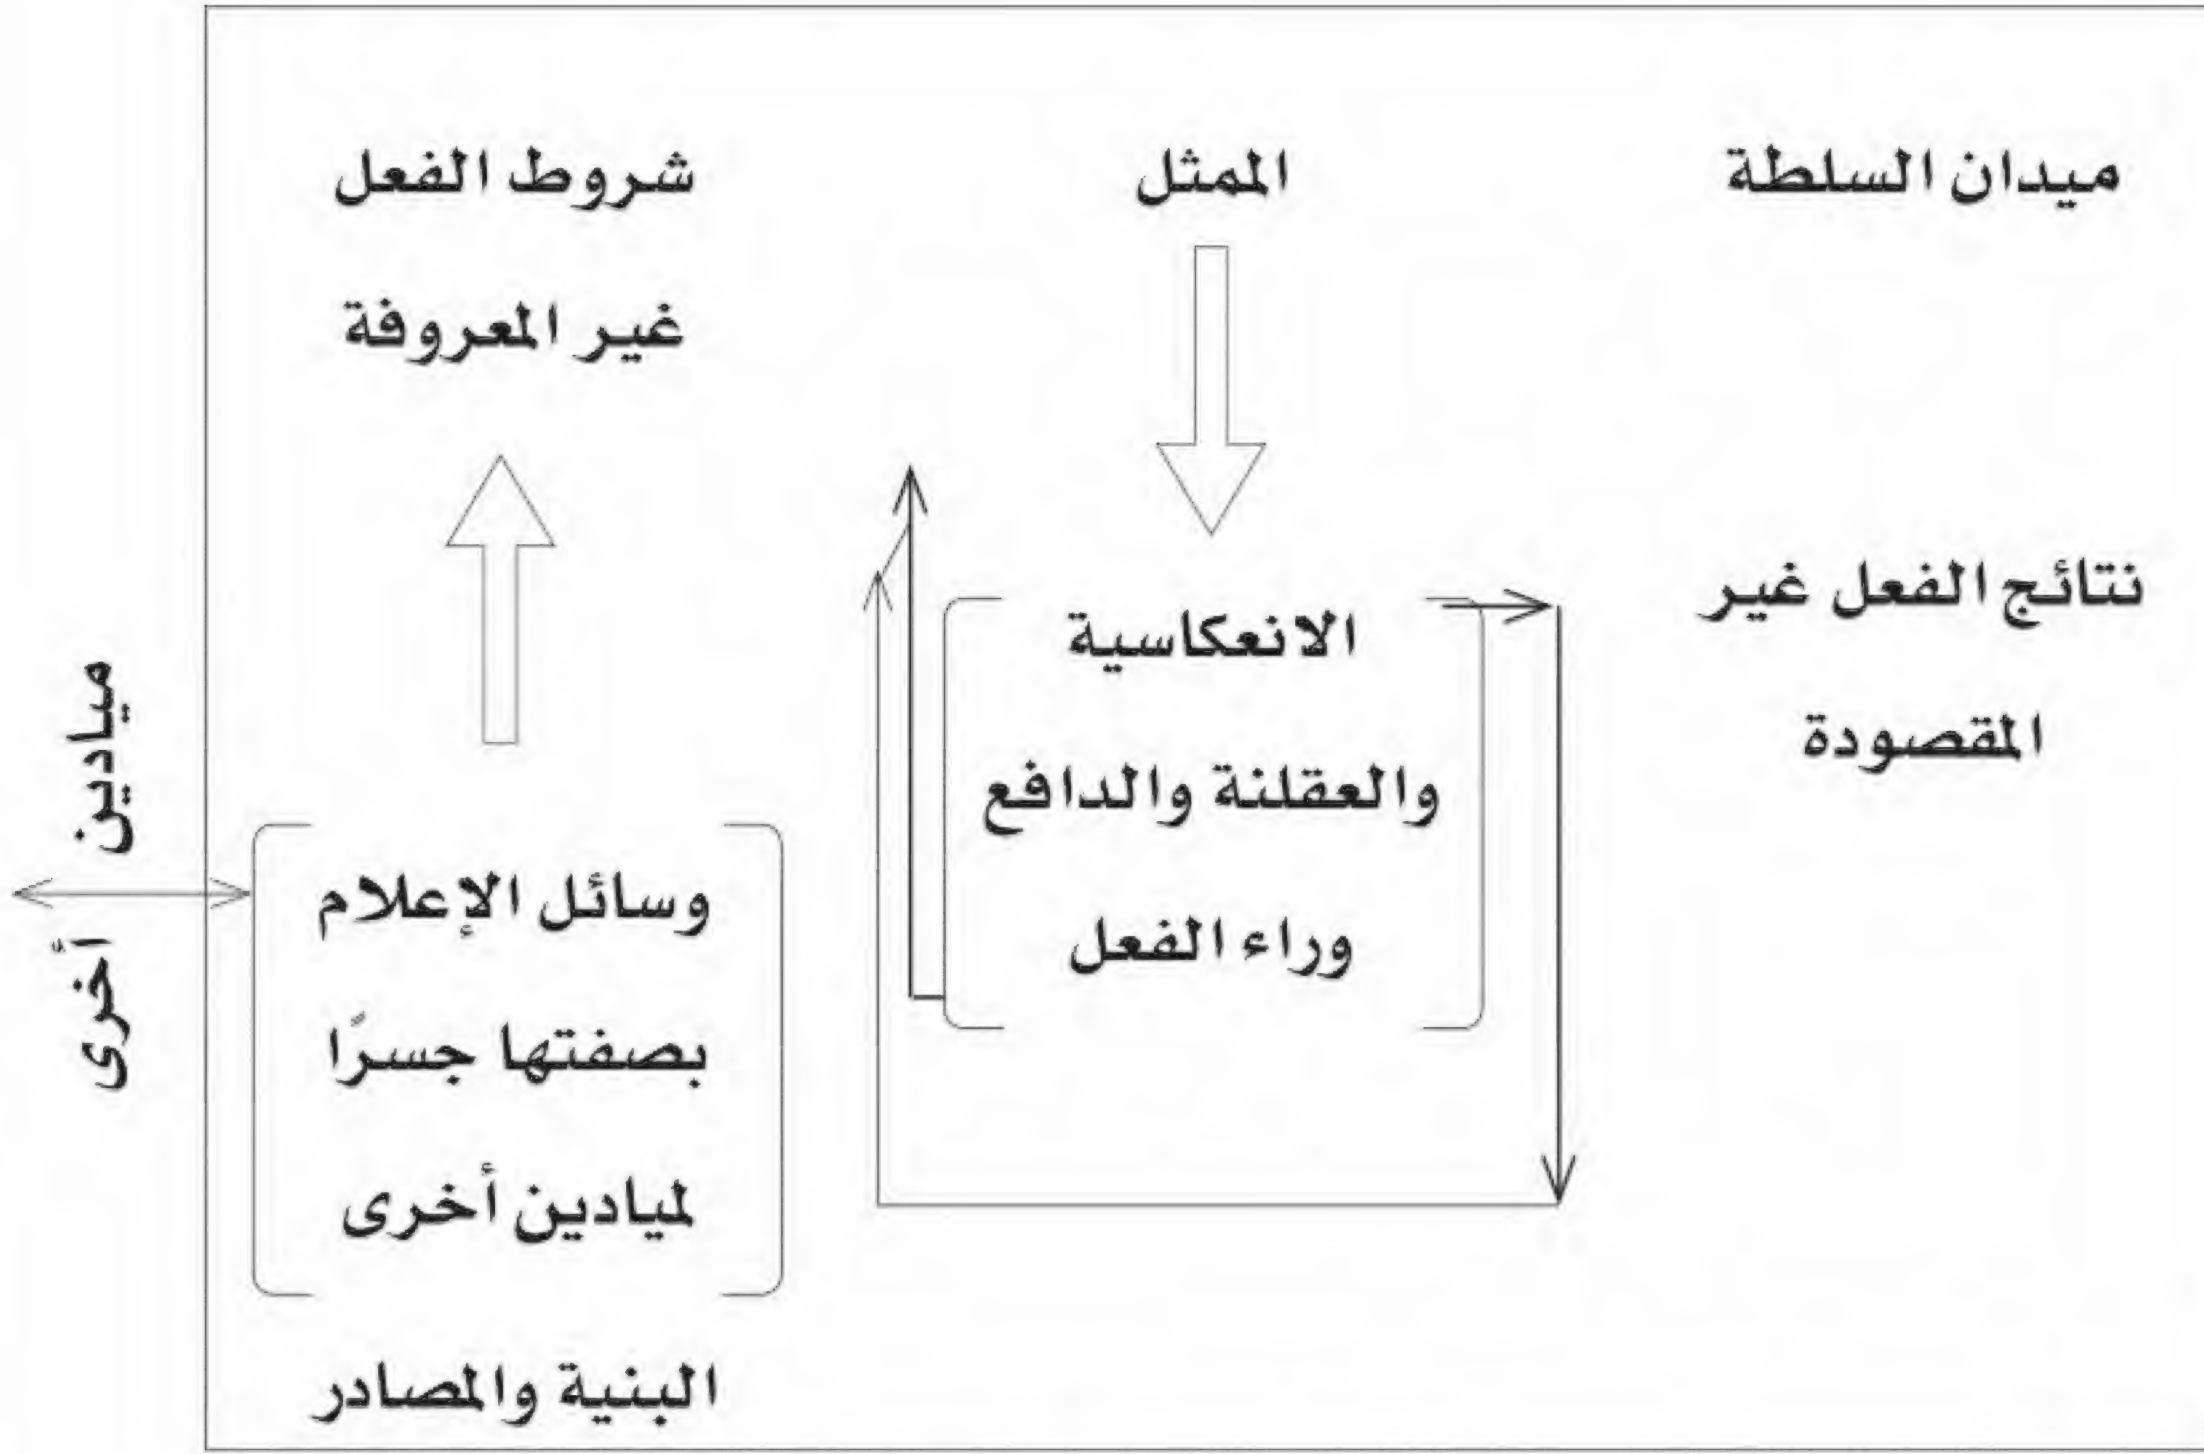 ميدان السلطة
الممثل
شروط الفعل
غير المعروفة
نتائج الفعل غير
المقصودة
الانعكاسية
والعقلنة والدافع
وراء الفعل
وسائل الإعلام
بصفتها جسرًا
لميادين أخرى
البنية والمصادر
ميادين أخرى